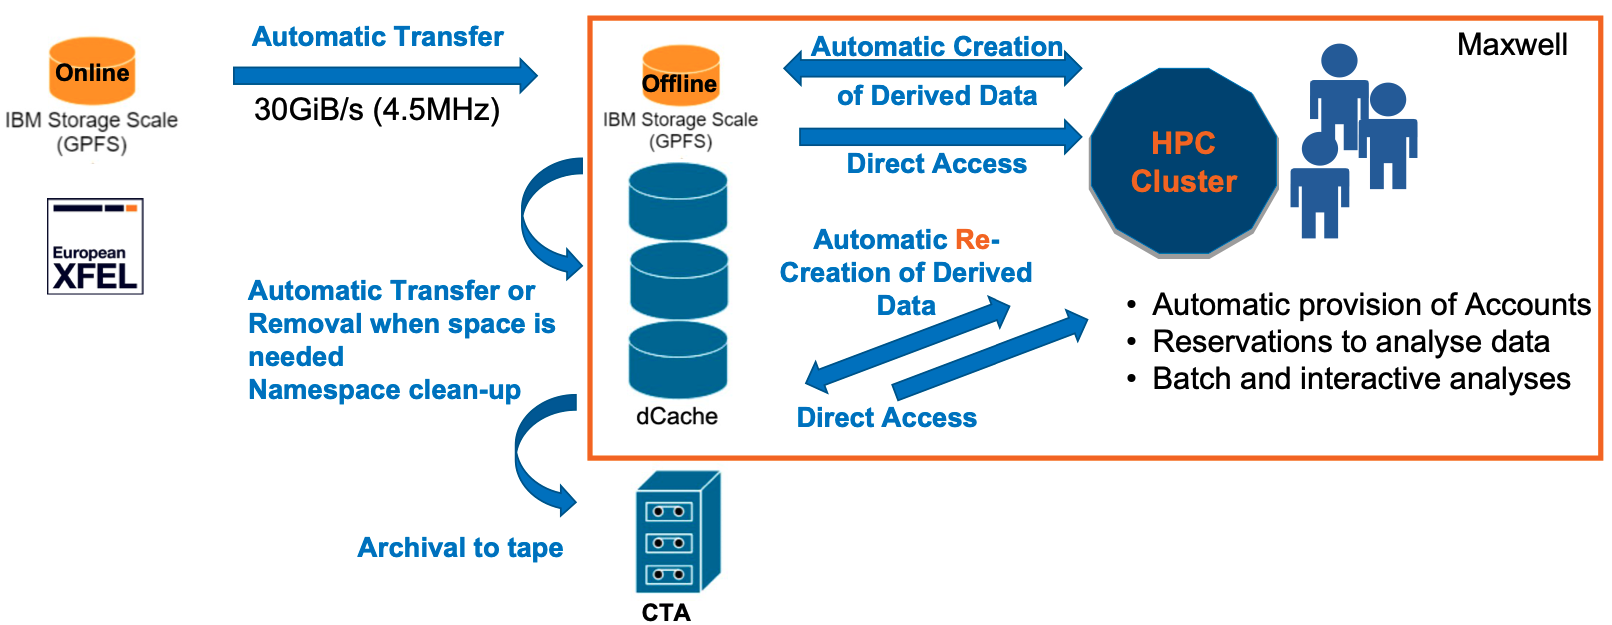 Online
IBM Storage Scale
(GPFS)
European
XFEL
Automatic Transfer
30GiB/s (4.5MHz)
Automatic Transfer or
Removal when space is
needed
Namespace clean-up
Archival to tape
Offline
IBM Storage Scale
(GPFS)
dCache
CTA
Automatic Creation
of Derived Data
Direct Access
Automatic Re-
Creation of Derived
Data
Direct Access
Maxwell
HPC
Cluster
• Automatic provision of Accounts
• Reservations to analyse data
• Batch and interactive analyses